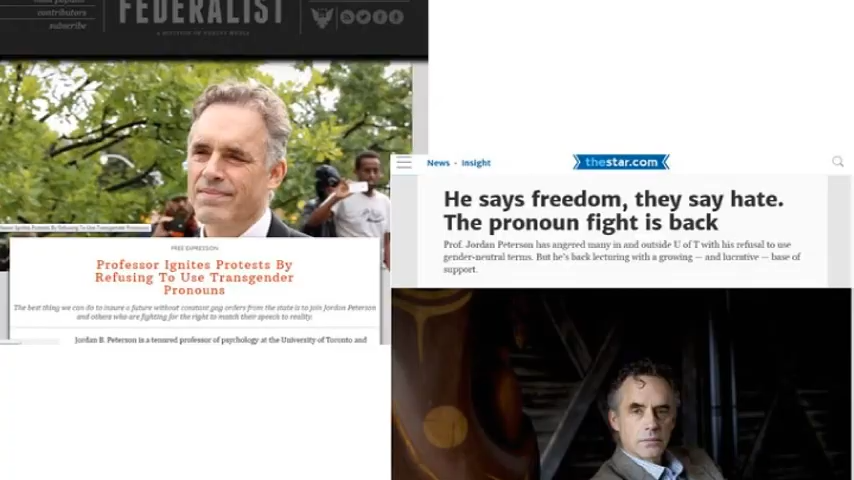 contributors
subscribe
FEDERALIST
A DIVISION OF FDRLST MEDIA
FREE EXPRESSION
Professor Ignites Protests By
Refusing To Use Transgender
Pronouns
The best thing we can do to insure a future without constant gag orders from the state is to join Jordan Peterson
and others who are fighting for the right to match their speech to reality.
Jordan B. Peterson is a tenured professor of psychology at the University of Toronto and
News · Insight
thestar.com
He says freedom, they say hate.
The pronoun fight is back
Prof. Jordan Peterson has angered many in and outside U of T with his refusal to use
gender-neutral terms. But he's back lecturing with a growing — and lucrative — base of
support.